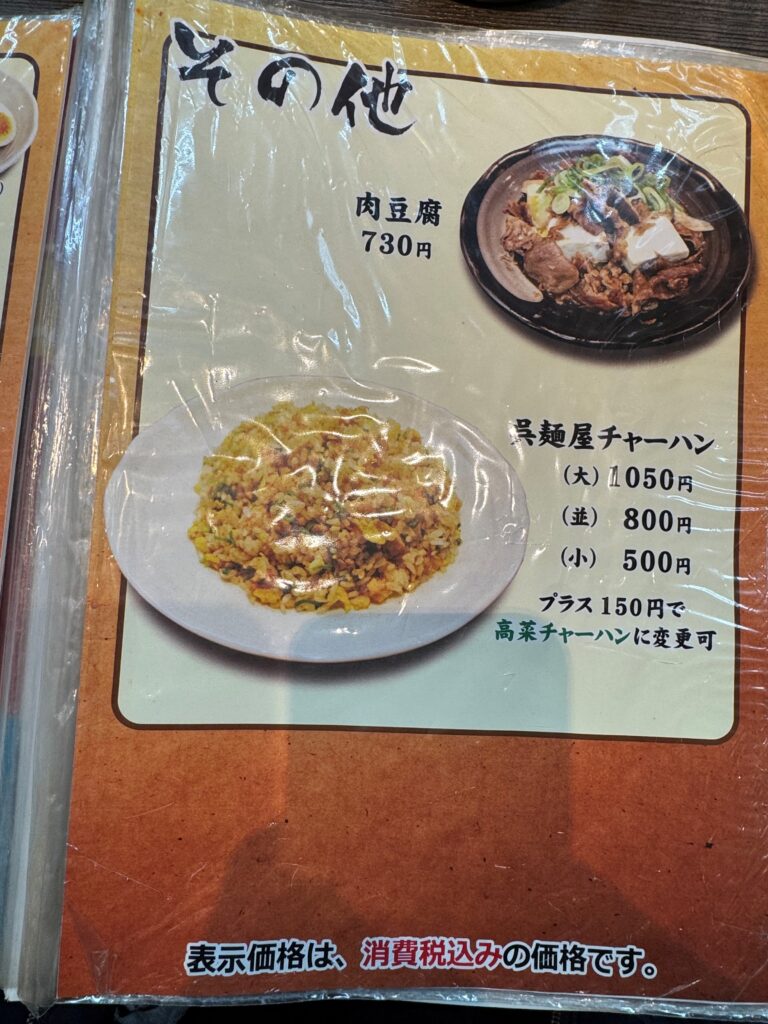 その他
肉豆腐
730円
呉麺屋チャーハン
(大) 1050円
(並) 800円
(小) 500円
プラス150円で
高菜チャーハンに変更可
表示価格は、消費税込みの価格です。